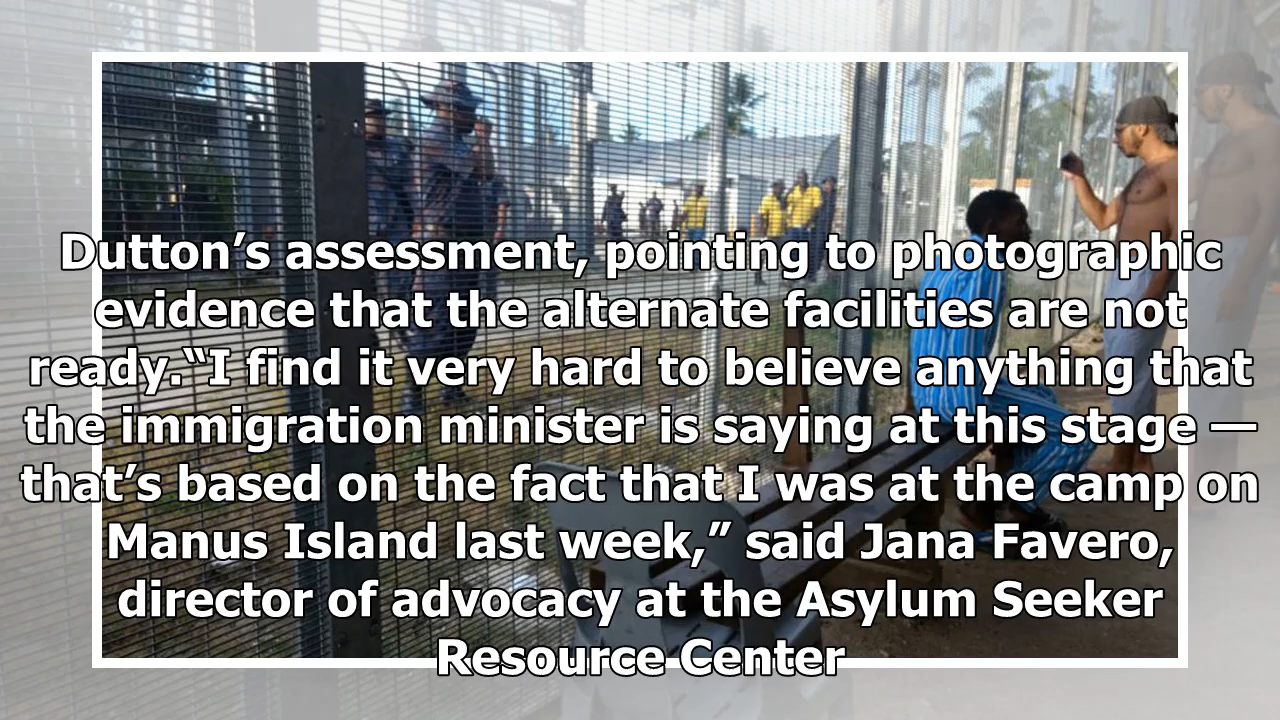 Dutton’s assessment, pointing to photographic
evidence that the alternate facilities are not
ready.“I find it very hard to believe anything that
the immigration minister is saying at this stage —
that’s based on the fact that I was at the camp on
Manus Island last week,” said Jana Favero,
director of advocacy at the Asylum Seeker
Resource Center